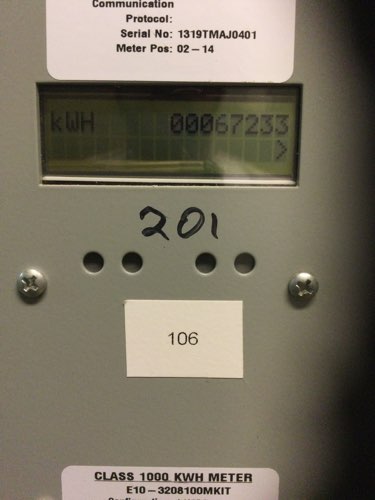 Communication
Protocol:
Serial No: 1319TMAJ0401
Meter Pos: 02-14
kWH 00067233
>
201
106
CLASS 1000 KWH METER
E10-3208100MKIT